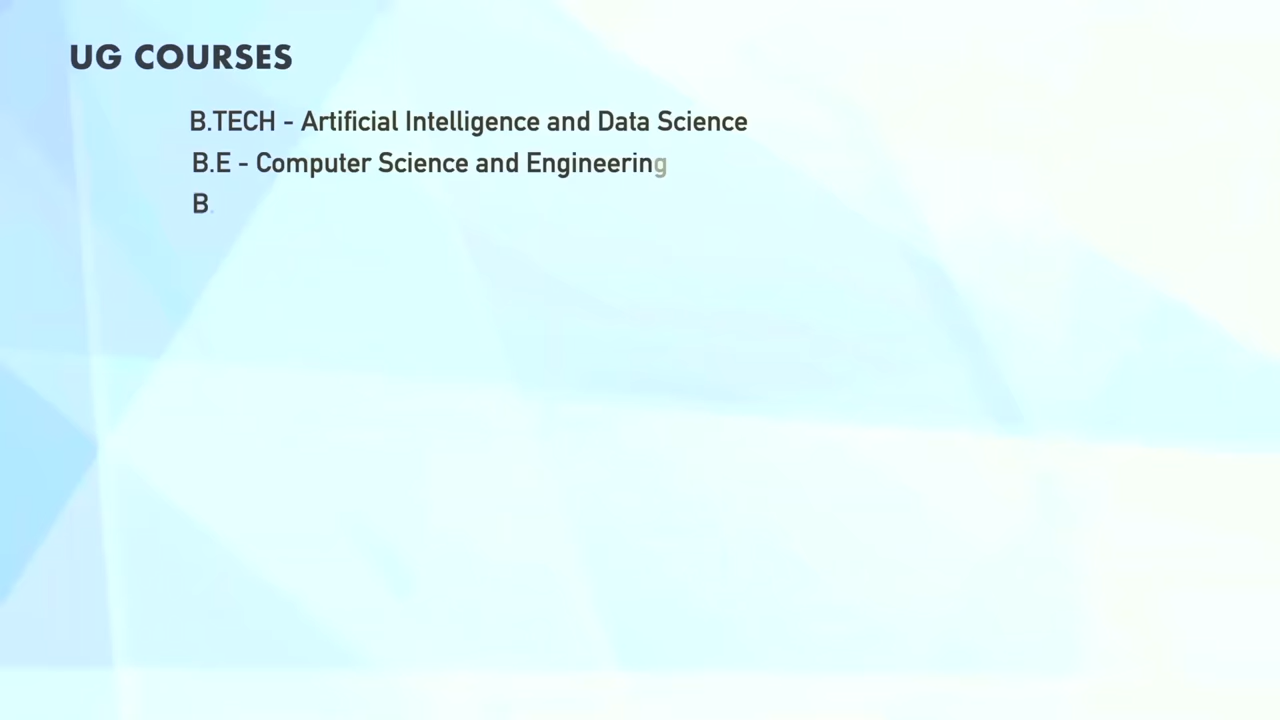 UG COURSES
B.TECH - Artificial Intelligence and Data Science
B.E - Computer Science and Engineering
B.